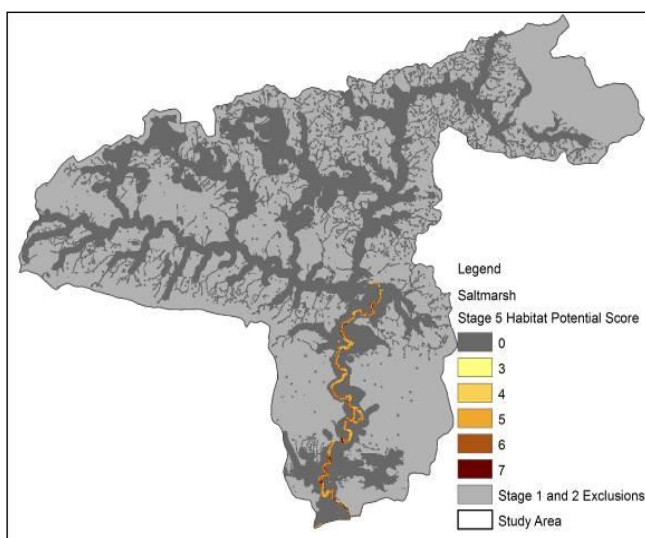 Legend
Saltmarsh
Stage 5 Habitat Potential Score
0
3
4
5
6
7
Stage 1 and 2 Exclusions
Study Area